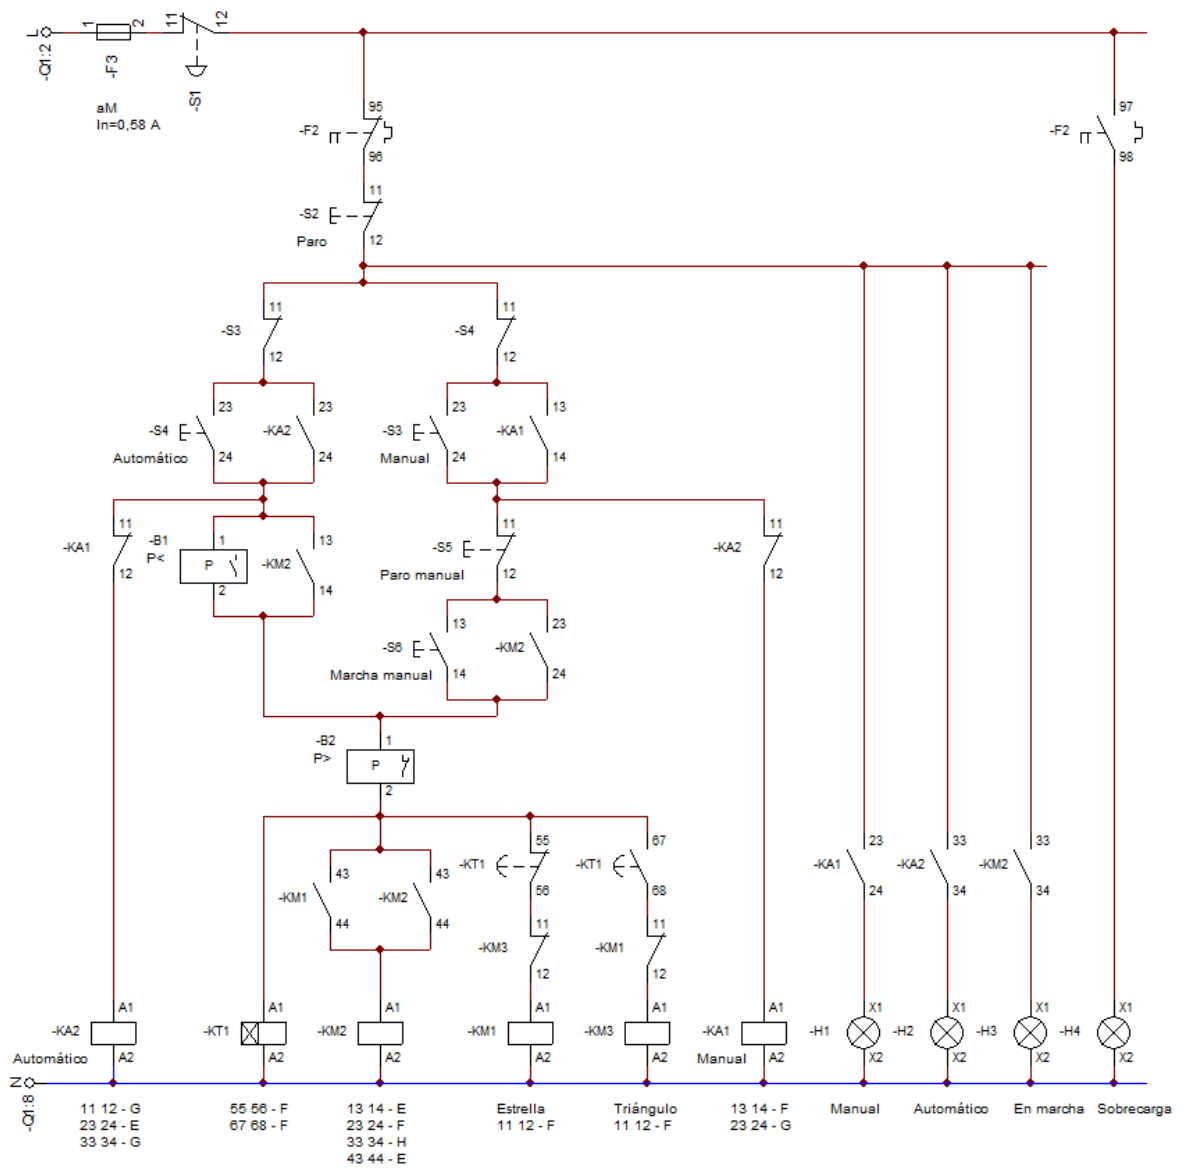 L
-Q1:2
1
2
-F3
aM
In=0,58 A
11
12
-S1
95
-F2
96
97
-F2
98
11
-S2
Paro
12
11
-S3
12
11
-S4
12
23
-S4
24
Automático
23
-KA2
24
23
-S3
24
Manual
13
-KA1
14
11
-KA1
12
-B1
P<
1
P
2
13
-KM2
14
11
-S5
12
Paro manual
11
-KA2
12
13
-S6
14
Marcha manual
23
-KM2
24
-B2
P>
1
P
2
43
-KM1
44
43
-KM2
44
55
-KT1
56
67
-KT1
68
23
-KA1
24
33
-KA2
34
33
-KM2
34
11
-KM3
12
11
-KM1
12
A1
-KA2
A2
Automático
A1
-KT1
A2
A1
-KM2
A2
A1
-KM1
A2
A1
-KM3
A2
A1
-KA1
A2
Manual
X1
-H1
X2
X1
-H2
X2
X1
-H3
X2
X1
-H4
X2
N
-Q1:8
11 12 - G
23 24 - E
33 34 - G
55 56 - F
67 68 - F
13 14 - E
23 24 - F
33 34 - H
43 44 - E
Estrella
11 12 - F
Triángulo
11 12 - F
13 14 - F
23 24 - G
Manual
Automático
En marcha
Sobrecarga